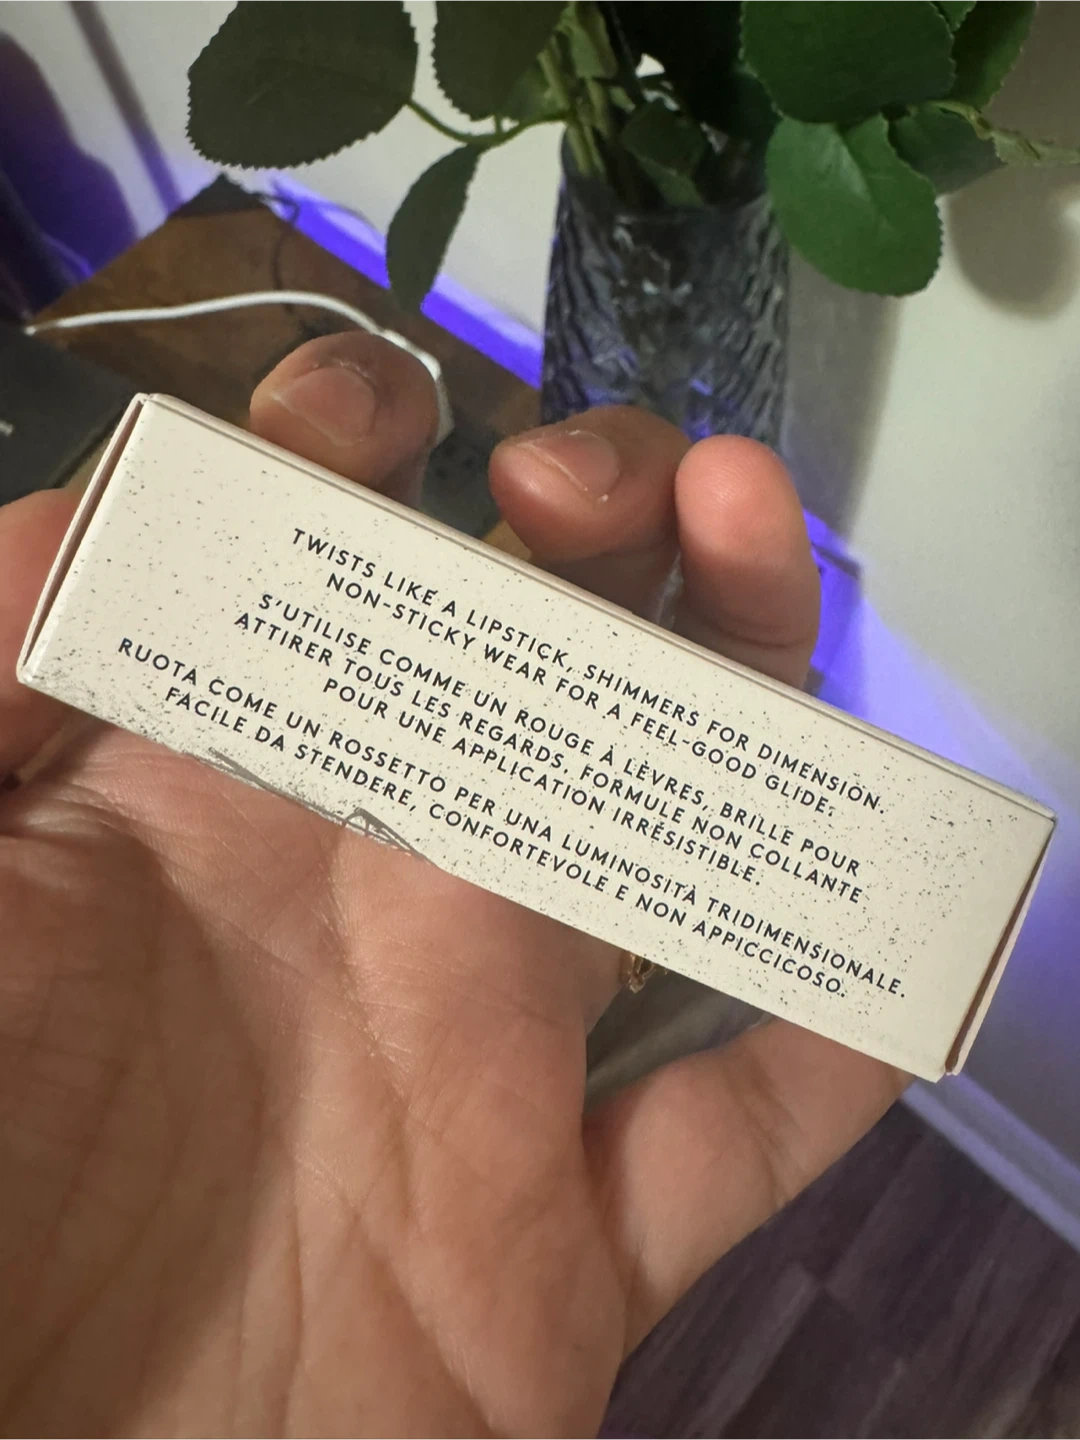 TWISTS LIKE A LIPSTICK, SHIMMERS FOR DIMENSION.
NON-STICKY WEAR FOR A FEEL-GOOD GLIDE.
S'UTILISE COMME UN ROUGE À LÈVRES, BRILLE POUR
ATTIRER TOUS LES REGARDS, FORMULE NON COLLANTE
POUR UNE APPLICATION IRRÉSISTIBLE.
RUOTA COME UN ROSSETTO PER UNA LUMINOSITÀ TRIDIMENSIONALE.
FACILE DA STENDERE, CONFORTEVOLE E NON APPICCICOSO.